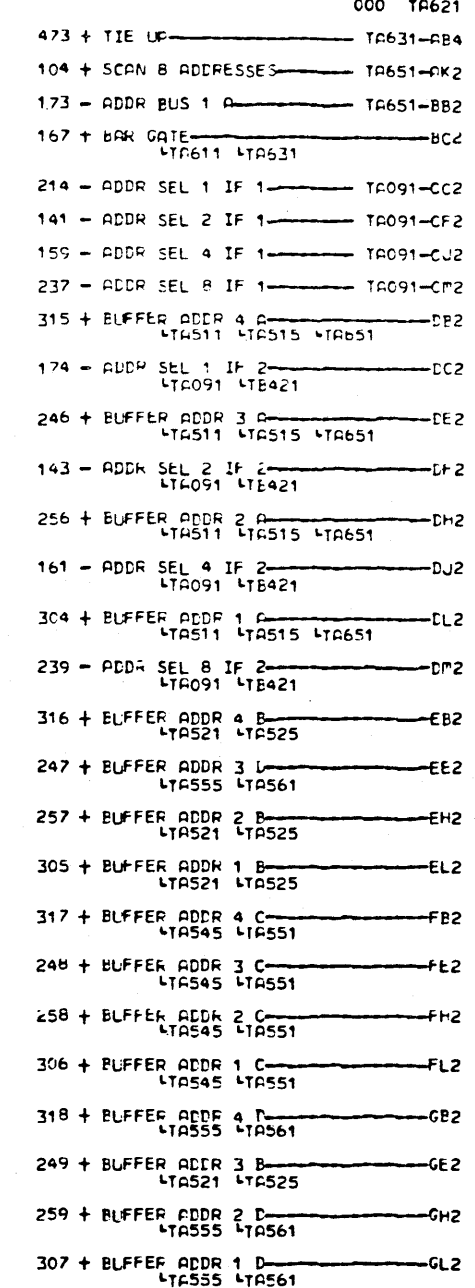 000 TA621
473 + TIE UP TA631-AB4
104 + SCAN 8 ADDRESSES TA651-AK2
173 - ADDR BUS 1 A TA651-BB2
167 + BAR GATE BC2
TA611 TA631
214 - ADDR SEL 1 IF 1 TA091-CC2
141 - ADDR SEL 2 IF 1 TA091-CF2
159 - ADDR SEL 4 IF 1 TA091-CJ2
237 - ADDR SEL 8 IF 1 TA091-CM2
315 + BUFFER ADDR 4 A DB2
TA511 TA515 TA651
174 - ADDR SEL 1 IF 2 DC2
TA091 TB421
246 + BUFFER ADDR 3 A DE2
TA511 TA515 TA651
143 - ADDR SEL 2 IF 2 DF2
TA091 TB421
256 + BUFFER ADDR 2 A DH2
TA511 TA515 TA651
161 - ADDR SEL 4 IF 2 DJ2
TA091 TB421
304 + BUFFER ADDR 1 A DL2
TA511 TA515 TA651
239 - ADDR SEL 8 IF 2 DM2
TA091 TB421
316 + BUFFER ADDR 4 B EB2
TA521 TA525
247 + BUFFER ADDR 3 D EE2
TA555 TA561
257 + BUFFER ADDR 2 B EH2
TA521 TA525
305 + BUFFER ADDR 1 B EL2
TA521 TA525
317 + BUFFER ADDR 4 C FB2
TA545 TA551
248 + BUFFER ADDR 3 C FE2
TA545 TA551
258 + BUFFER ADDR 2 C FH2
TA545 TA551
306 + BUFFER ADDR 1 C FL2
TA545 TA551
318 + BUFFER ADDR 4 D GB2
TA555 TA561
249 + BUFFER ADDR 3 B GE2
TA521 TA525
259 + BUFFER ADDR 2 D GH2
TA555 TA561
307 + BUFFER ADDR 1 D GL2
TA555 TA561